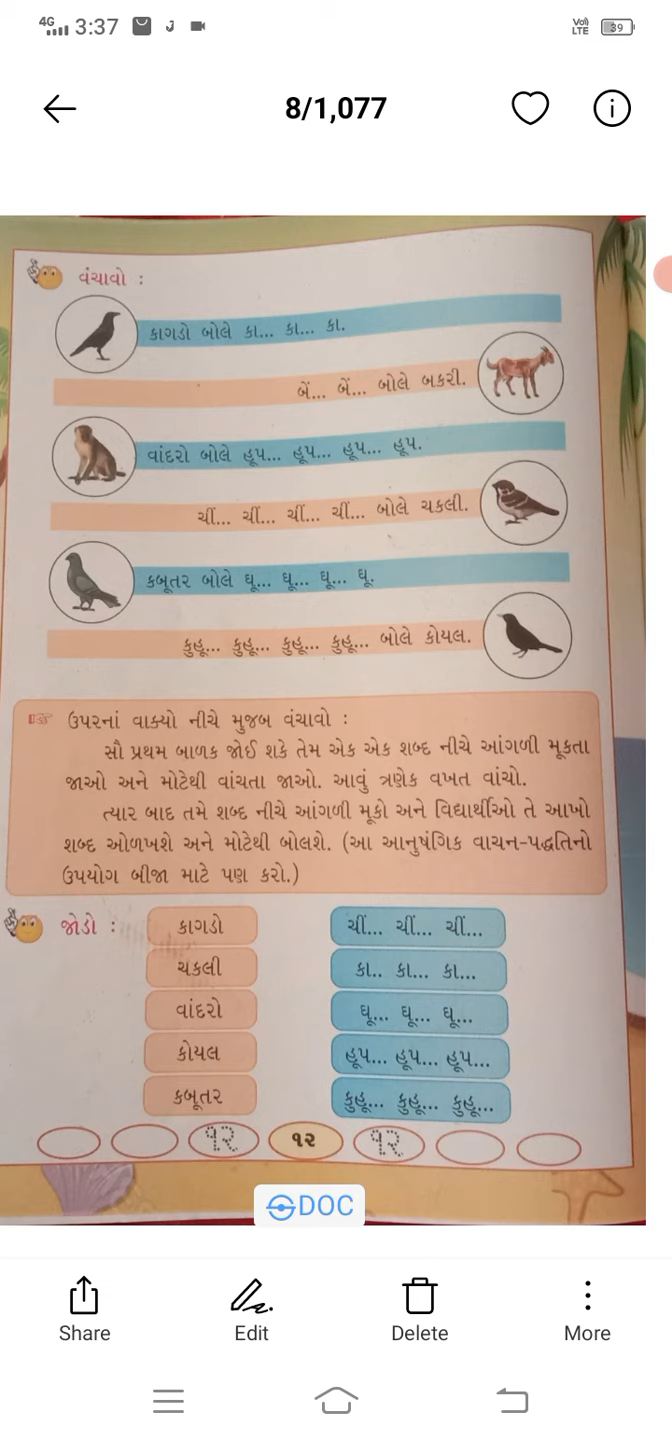 4G 3:37 VoLTE 39
8/1,077
વંચાવો :
કાગડો બોલે કા... કા... કા.
બેં... બેં... બોલે બકરી.
વાંદરો બોલે હૂપ... હૂપ... હૂપ... હૂપ.
ચીં... ચીં... ચીં... ચીં... બોલે ચકલી.
કબૂતર બોલે ઘૂ... ઘૂ... ઘૂ... ઘૂ.
કુહૂ... કુહૂ... કુહૂ... કુહૂ... બોલે કોયલ.
ઉપરનાં વાક્યો નીચે મુજબ વંચાવો :
સૌ પ્રથમ બાળક જોઈ શકે તેમ એક એક શબ્દ નીચે આંગળી મૂકતા
જાઓ અને મોટેથી વાંચતા જાઓ. આવું ત્રણેક વખત વાંચો.
ત્યાર બાદ તમે શબ્દ નીચે આંગળી મૂકો અને વિદ્યાર્થીઓ તે આખો
શબ્દ ઓળખશે અને મોટેથી બોલશે. (આ આનુષંગિક વાચન-પદ્ધતિનો
ઉપયોગ બીજા માટે પણ કરો.)
જોડો :
કાગડો ચીં... ચીં... ચીં...
ચકલી કા.. કા... કા...
વાંદરો ઘૂ... ઘૂ... ઘૂ...
કોયલ હૂપ... હૂપ... હૂપ...
કબૂતર કુહૂ... કુહૂ... કુહૂ...
૧૨ ૧૨ ૧૨
DOC
Share Edit Delete More